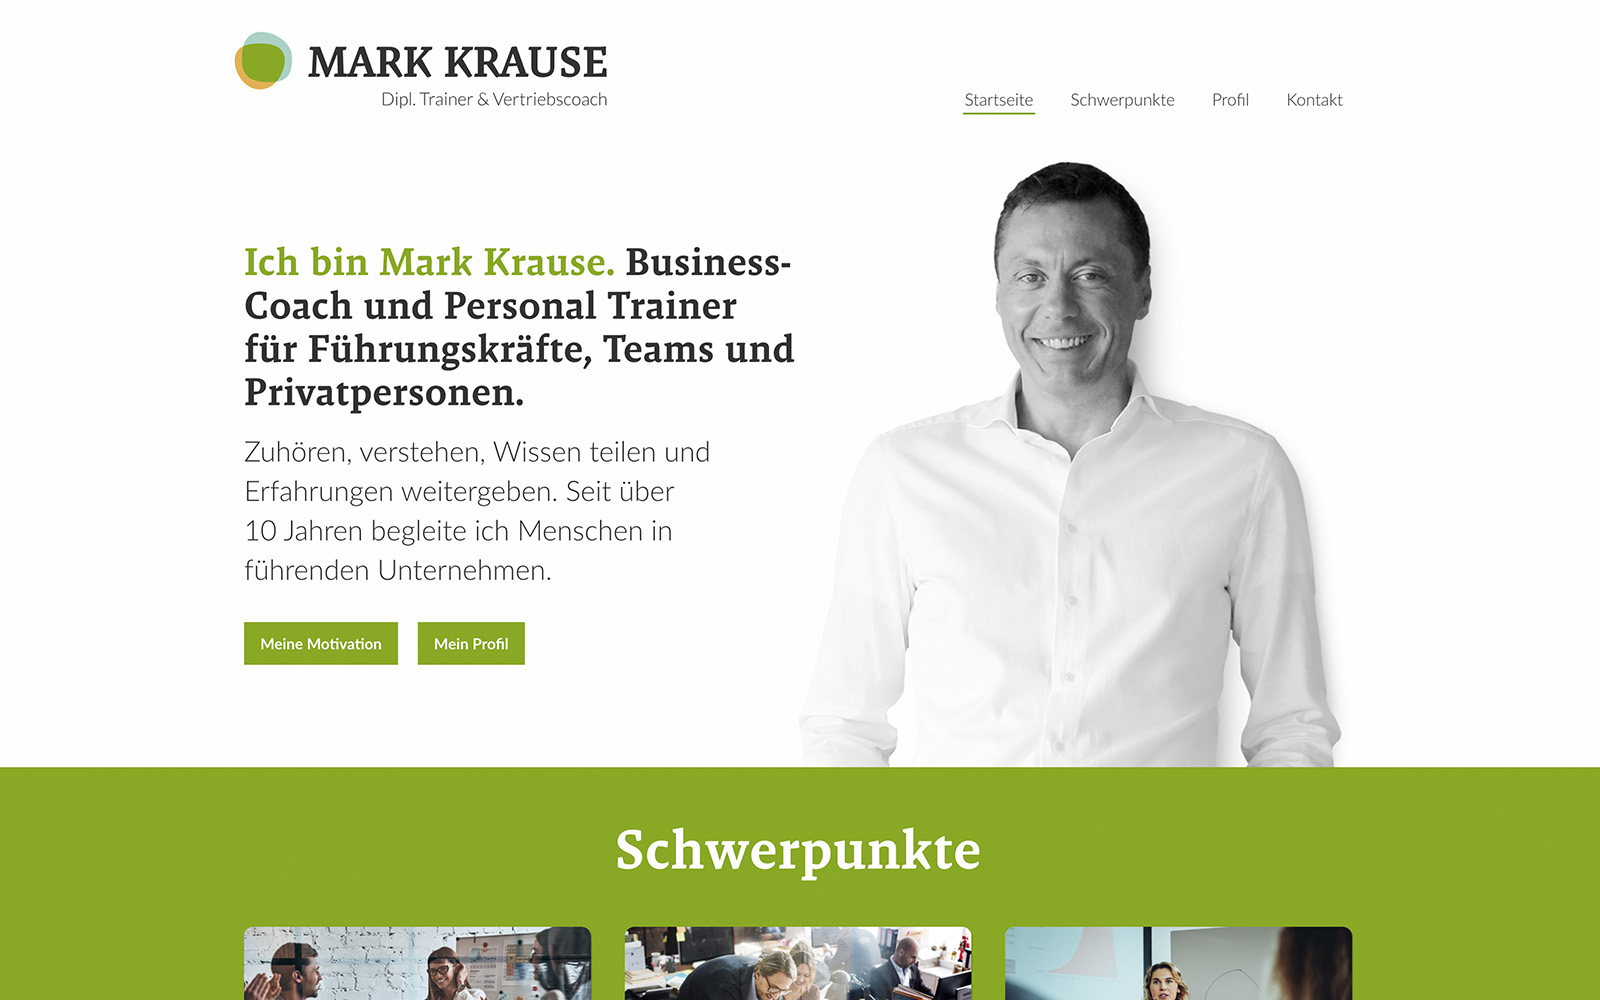 MARK KRAUSE
Dipl. Trainer & Vertriebscoach
Startseite Schwerpunkte Profil Kontakt
Ich bin Mark Krause. Business-
Coach und Personal Trainer
für Führungskräfte, Teams und
Privatpersonen.
Zuhören, verstehen, Wissen teilen und
Erfahrungen weitergeben. Seit über
10 Jahren begleite ich Menschen in
führenden Unternehmen.
Meine Motivation Mein Profil
Schwerpunkte